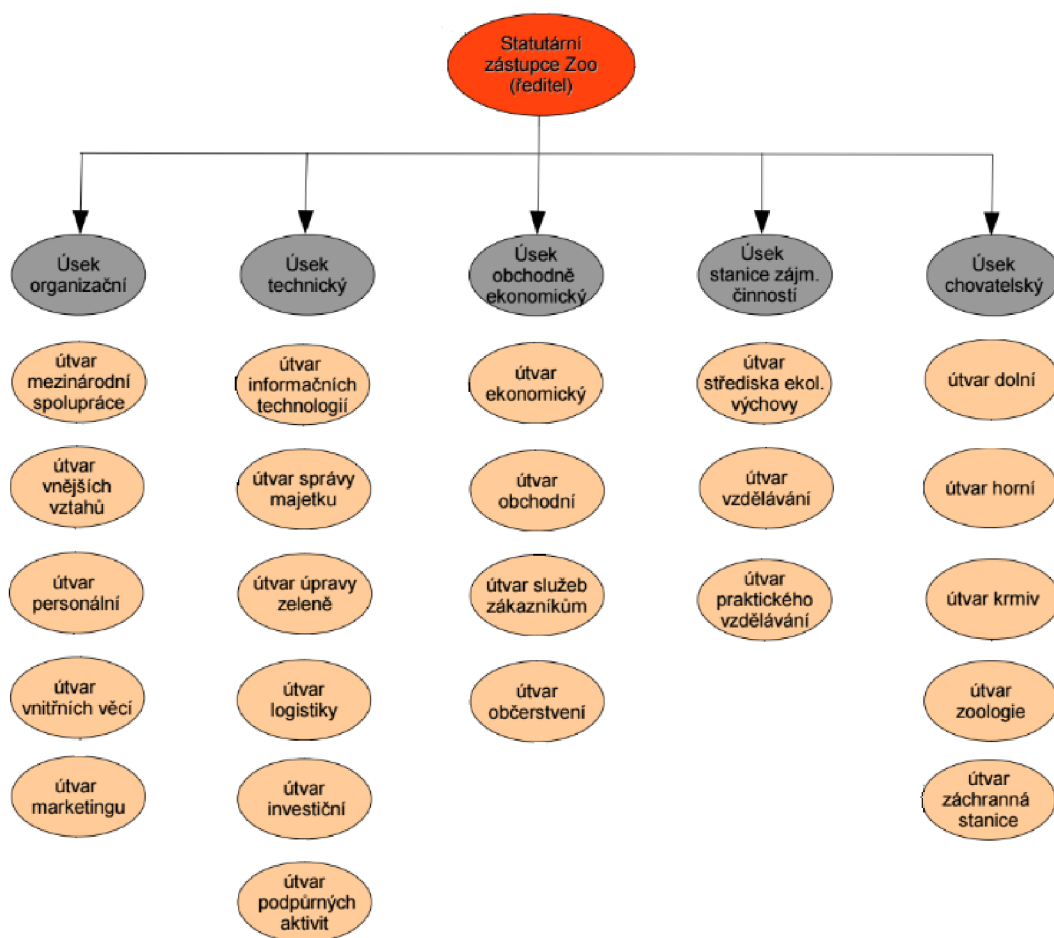 Statutární
zástupce Zoo
(ředitel)
Úsek
organizační
Úsek
technický
Úsek
obchodně
ekonomický
Úsek
stanice zájm.
činností
Úsek
chovatelský
útvar
mezinárodní
spolupráce
útvar
vnějších
vztahů
útvar
personální
útvar
vnitřních věcí
útvar
marketingu
útvar
informačních
technologií
útvar správy
majetku
útvar úpravy
zeleně
útvar
logistiky
útvar
investiční
útvar
podpůrných
aktivit
útvar
ekonomický
útvar
obchodní
útvar služeb
zákazníkům
útvar
občerstvení
útvar
střediska ekol.
výchovy
útvar
vzdělávání
útvar
praktického
vzdělávání
útvar dolní
útvar horní
útvar krmiv
útvar
zoologie
útvar
záchranná
stanice